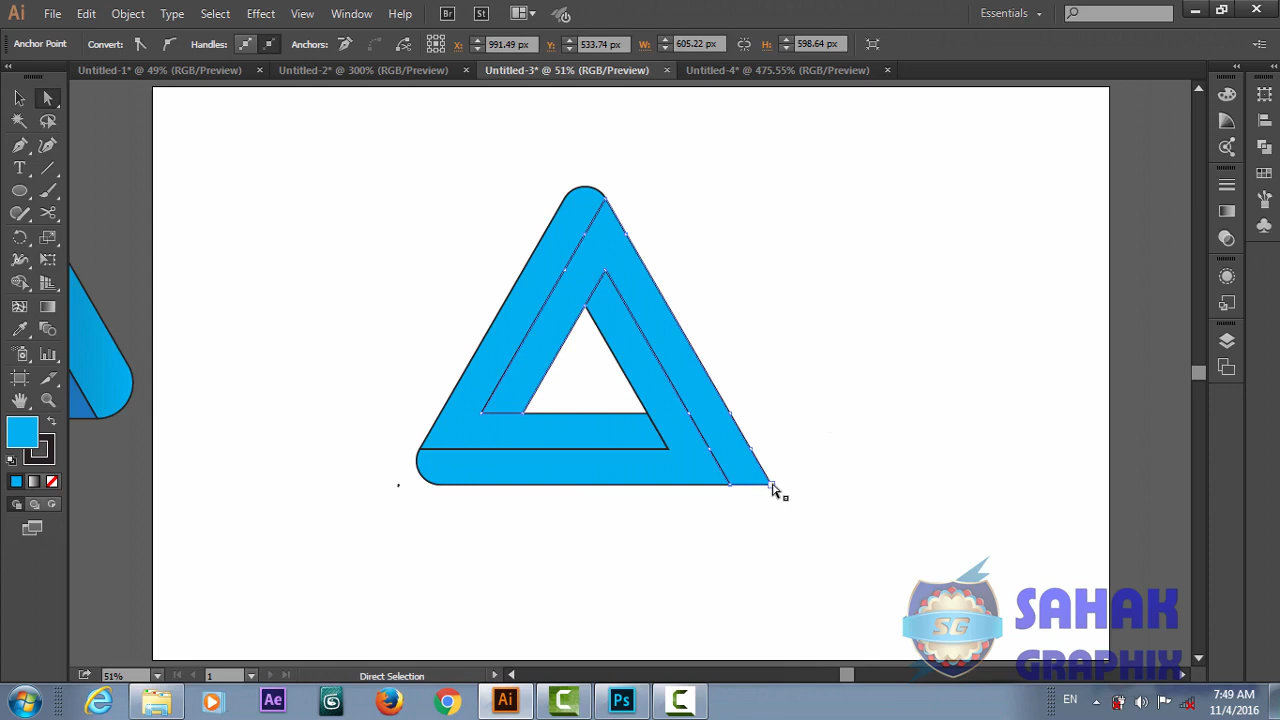 Ai File Edit Object Type Select Effect View Window Help Br St Essentials
Anchor Point Convert: Handles: Anchors: X: 991.49 px Y: 533.74 px W: 605.22 px H: 598.64 px
Untitled-1* @ 49% (RGB/Preview) × Untitled-2* @ 300% (RGB/Preview) × Untitled-3* @ 51% (RGB/Preview) × Untitled-4* @ 475.55% (RGB/Preview) ×
T
SG
SAHAK
GRAPHIX
51% 1 Direct Selection
Ae Ai Ps EN 7:49 AM
11/4/2016